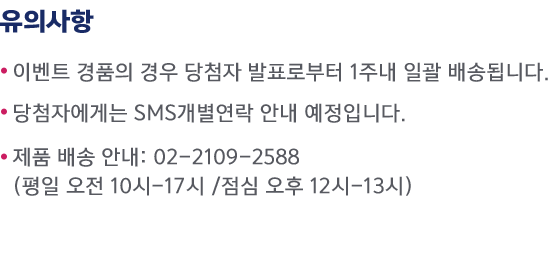 유의사항
• 이벤트 경품의 경우 당첨자 발표로부터 1주내 일괄 배송됩니다.
• 당첨자에게는 SMS개별연락 안내 예정입니다.
• 제품 배송 안내: 02-2109-2588
(평일 오전 10시-17시 /점심 오후 12시-13시)